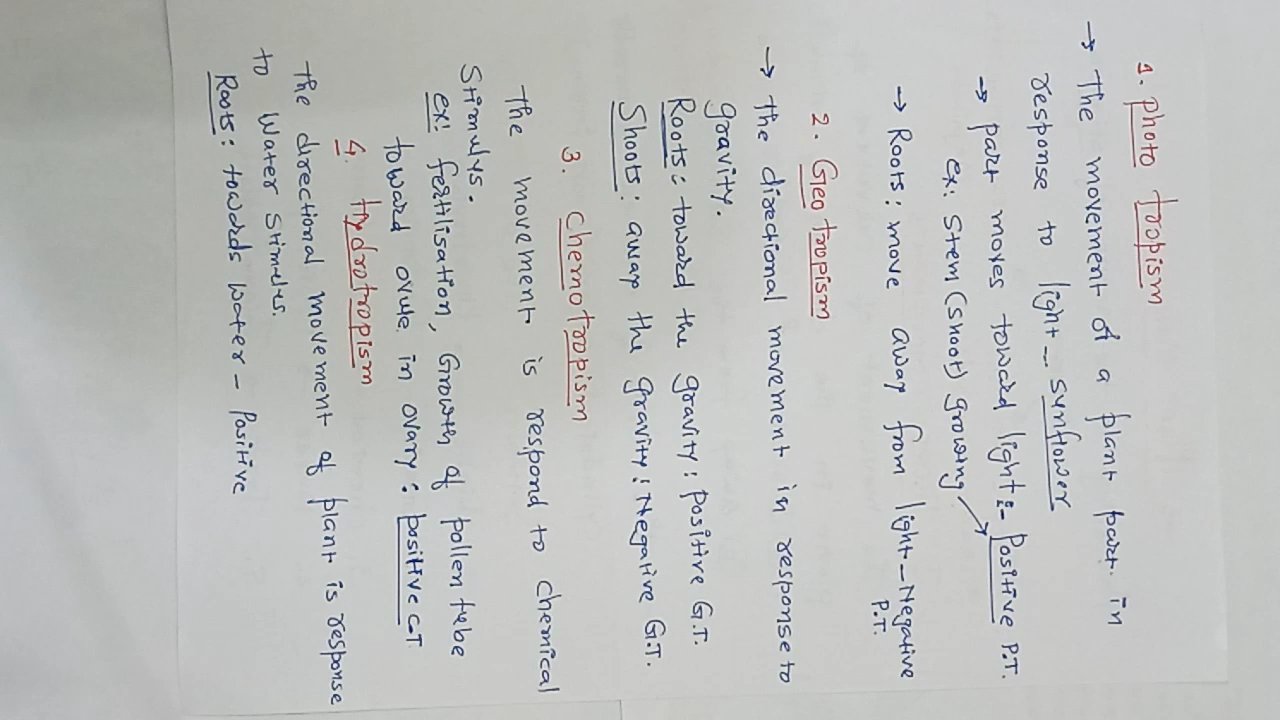 1. Photo tropism
→ The movement of a plant part in
response to light - sunflower
→ part moves toward light :- Positive P.T.
ex: Stem (shoot) growing
→ Roots : move away from light - Negative
P.T.
2. Geo tropism
→ The directional movement in response to
gravity.
Roots : toward the gravity : positive G.T.
Shoots : away the gravity : Negative G.T.
3. Chemotropism
The movement is respond to chemical
Stimulys.
ex: fertilisation, Growth of pollen tube
toward ovule in ovary : positive C.T
4. Hydrotropism
The directional movement of plant is response
to water stimulus.
Roots : towards water - Positive